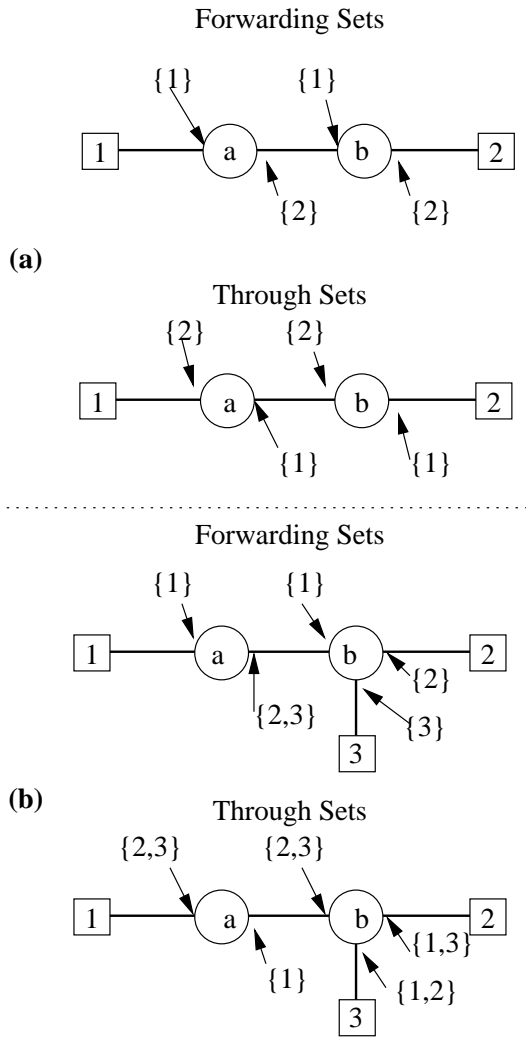 Forwarding Sets
{1} {1}
1 a b 2
{2} {2}
(a)
Through Sets
{2} {2}
1 a b 2
{1} {1}
Forwarding Sets
{1} {1}
1 a b 2
{2}
{2,3} {3}
3
(b)
Through Sets
{2,3} {2,3}
1 a b 2
{1,3}
{1} {1,2}
3